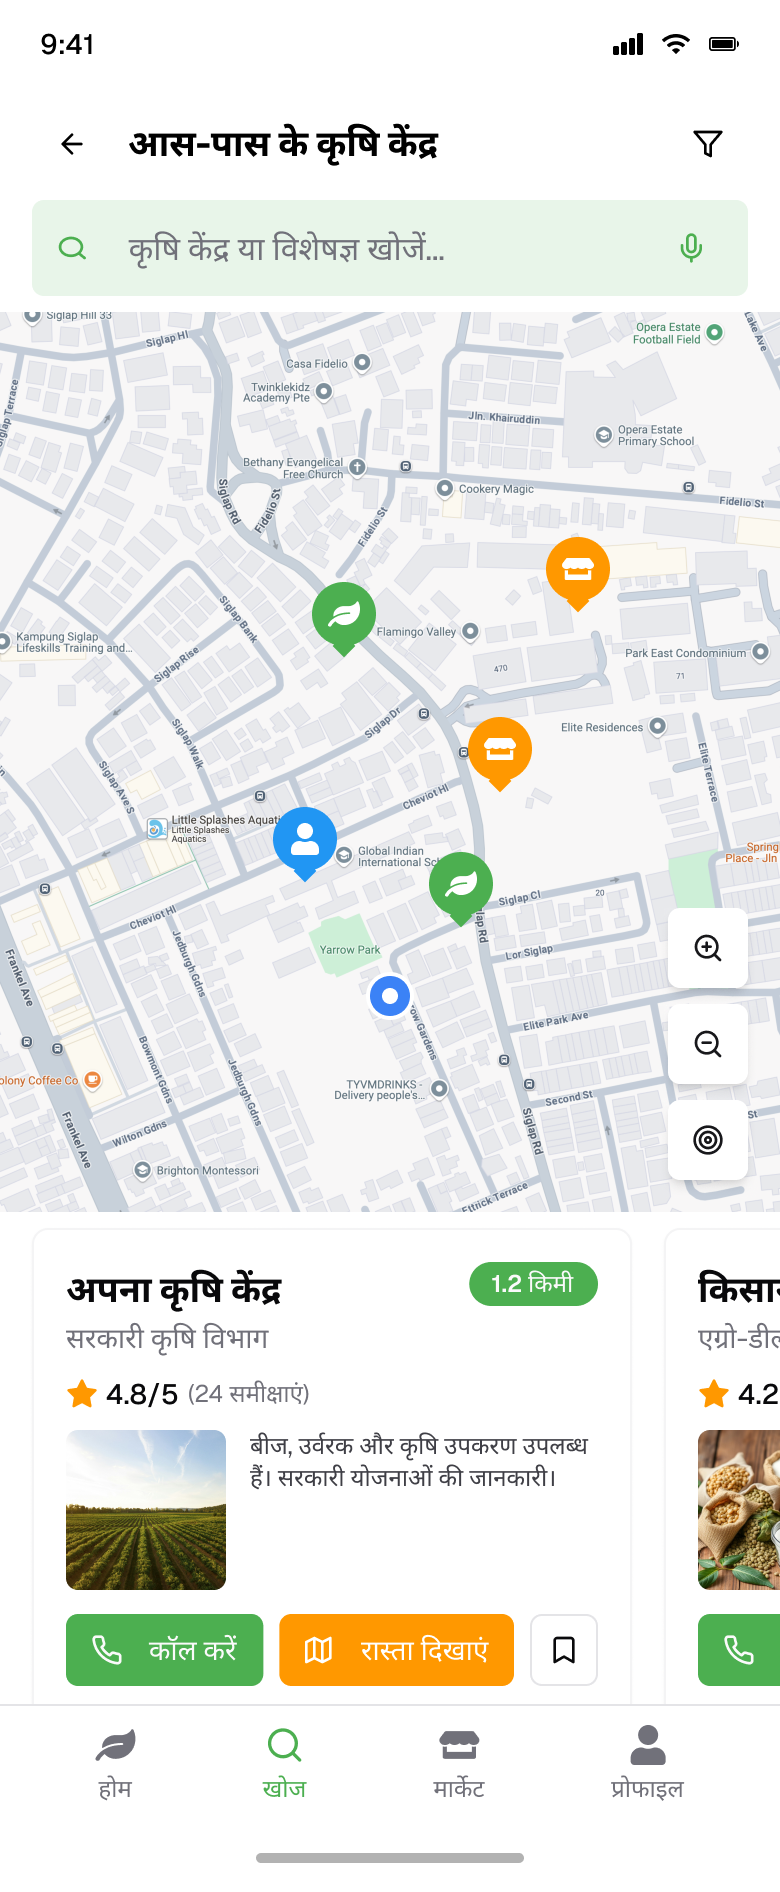 9:41
आस-पास के कृषि केंद्र
कृषि केंद्र या विशेषज्ञ खोजें...
Siglap Hill 33
Siglap Hl
Opera Estate
Football Field
Lake Ave
Casa Fidelio
Twinklekidz
Academy Pte
Siglap Terrace
Jln. Khairuddin
Opera Estate
Primary School
Bethany Evangelical
Free Church
Cookery Magic
Siglap Rd
Fidelio St
Fidelio St
Fidelio St
Siglap Bank
Flamingo Valley
Kampung Siglap
Lifeskills Training and...
Siglap Rise
Park East Condominium
470
71
Siglap Dr
Elite Residences
Siglap Walk
Elite Terrace
Siglap Ave S
Cheviot Hl
Little Splashes Aquati
Little Splashes
Aquatics
Global Indian
International Sch
Spring
Place - Jln
Siglap Cl
20
Cheviot Hl
lap Rd
Jedburgh Gdns
Yarrow Park
Lor Siglap
Frankel Ave
ow Gardens
Elite Park Ave
Bowmont Gdns
Jedburgh Gdns
olony Coffee Co
TYVMDRINKS -
Delivery people's...
Second St
St
Frankel Ave
Wilton Gdns
Siglap Rd
Brighton Montessori
Ettrick Terrace
अपना कृषि केंद्र
1.2 किमी
सरकारी कृषि विभाग
4.8/5 (24 समीक्षाएं)
बीज, उर्वरक और कृषि उपकरण उपलब्ध
हैं। सरकारी योजनाओं की जानकारी।
कॉल करें
रास्ता दिखाएं
किसान
एग्रो-डील
4.2
होम
खोज
मार्केट
प्रोफाइल